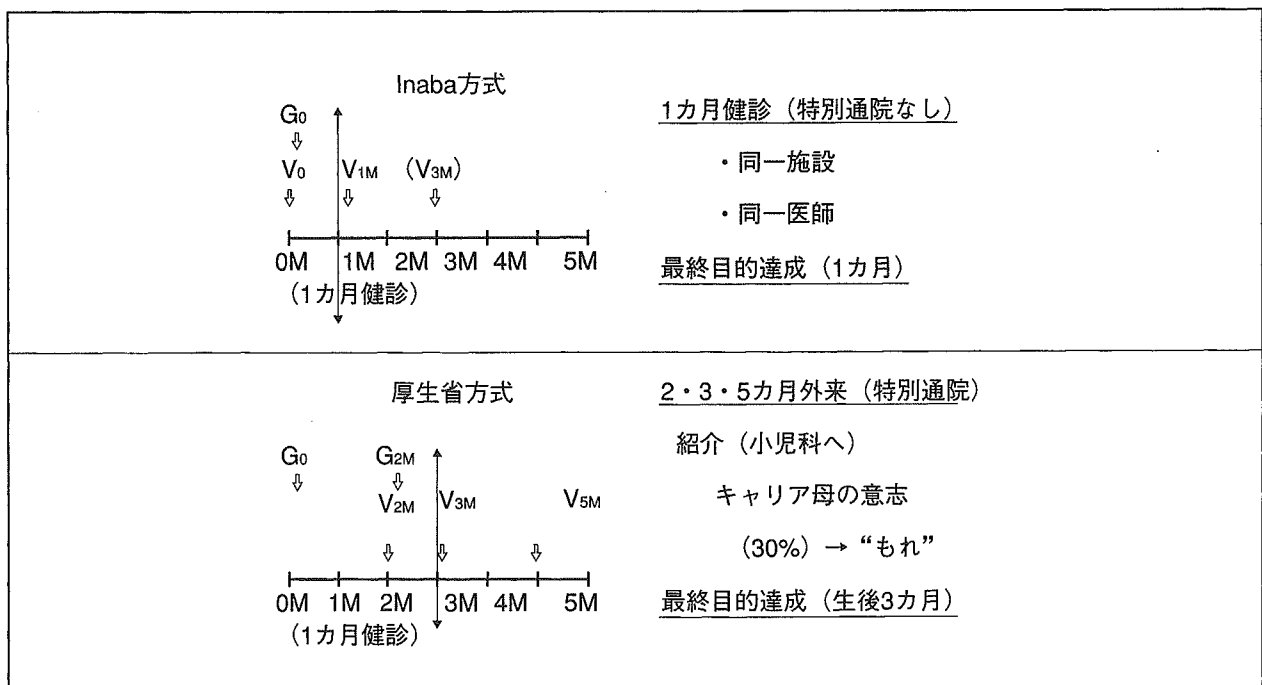 Inaba方式
G0
V0 V1M (V3M)
0M 1M 2M 3M 4M 5M
(1カ月健診)
1カ月健診(特別通院なし)
・同一施設
・同一医師
最終目的達成(1カ月)
厚生省方式
G0 G2M
V2M V3M V5M
0M 1M 2M 3M 4M 5M
(1カ月健診)
2・3・5カ月外来(特別通院)
紹介(小児科へ)
キャリア母の意志
(30%)→“もれ”
最終目的達成(生後3カ月)